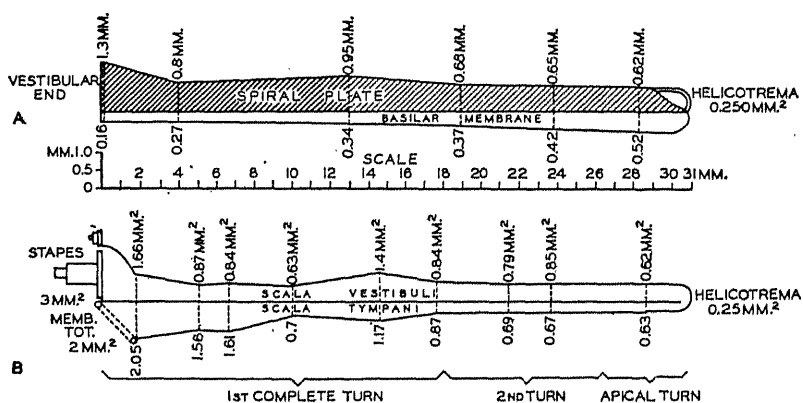 1.3MM.
0.8MM.
0.95MM.
0.68MM.
0.65MM.
0.62MM.
VESTIBULAR
END
SPIRAL PLATE
HELICOTREMA
0.250MM.²
A
BASILAR MEMBRANE
0.16
0.27
0.34
0.37
0.42
0.52
MM.1.0
0.5
0
SCALE
2 4 6 8 10 12 14 16 18 20 22 24 26 28 30 31MM.
1.66MM.²
0.87MM.²
0.84MM.²
0.63MM.²
1.4MM.²
0.84MM.²
0.79MM.²
0.85MM.²
0.62MM.²
STAPES
3MM.²
MEMB.
TOT.
2MM.²
SCALA VESTIBULI
SCALA TYMPANI
HELICOTREMA
0.25MM.²
2.05
1.56
1.61
0.7
1.17
0.87
0.69
0.67
0.63
B
1ST COMPLETE TURN
2ND TURN
APICAL TURN